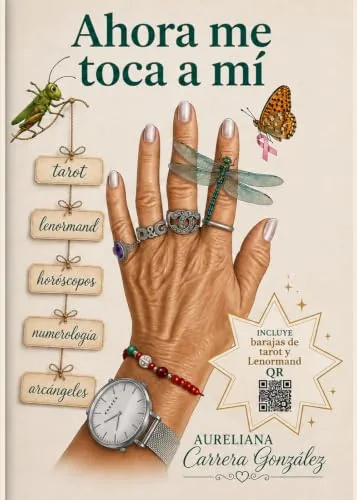 Ahora me
toca a mí
tarot
lenormand
horóscopos
numerología
arcángeles
D&G
INCLUYE
barajas de
tarot y
Lenormand
QR
AURELIANA
Carrera González